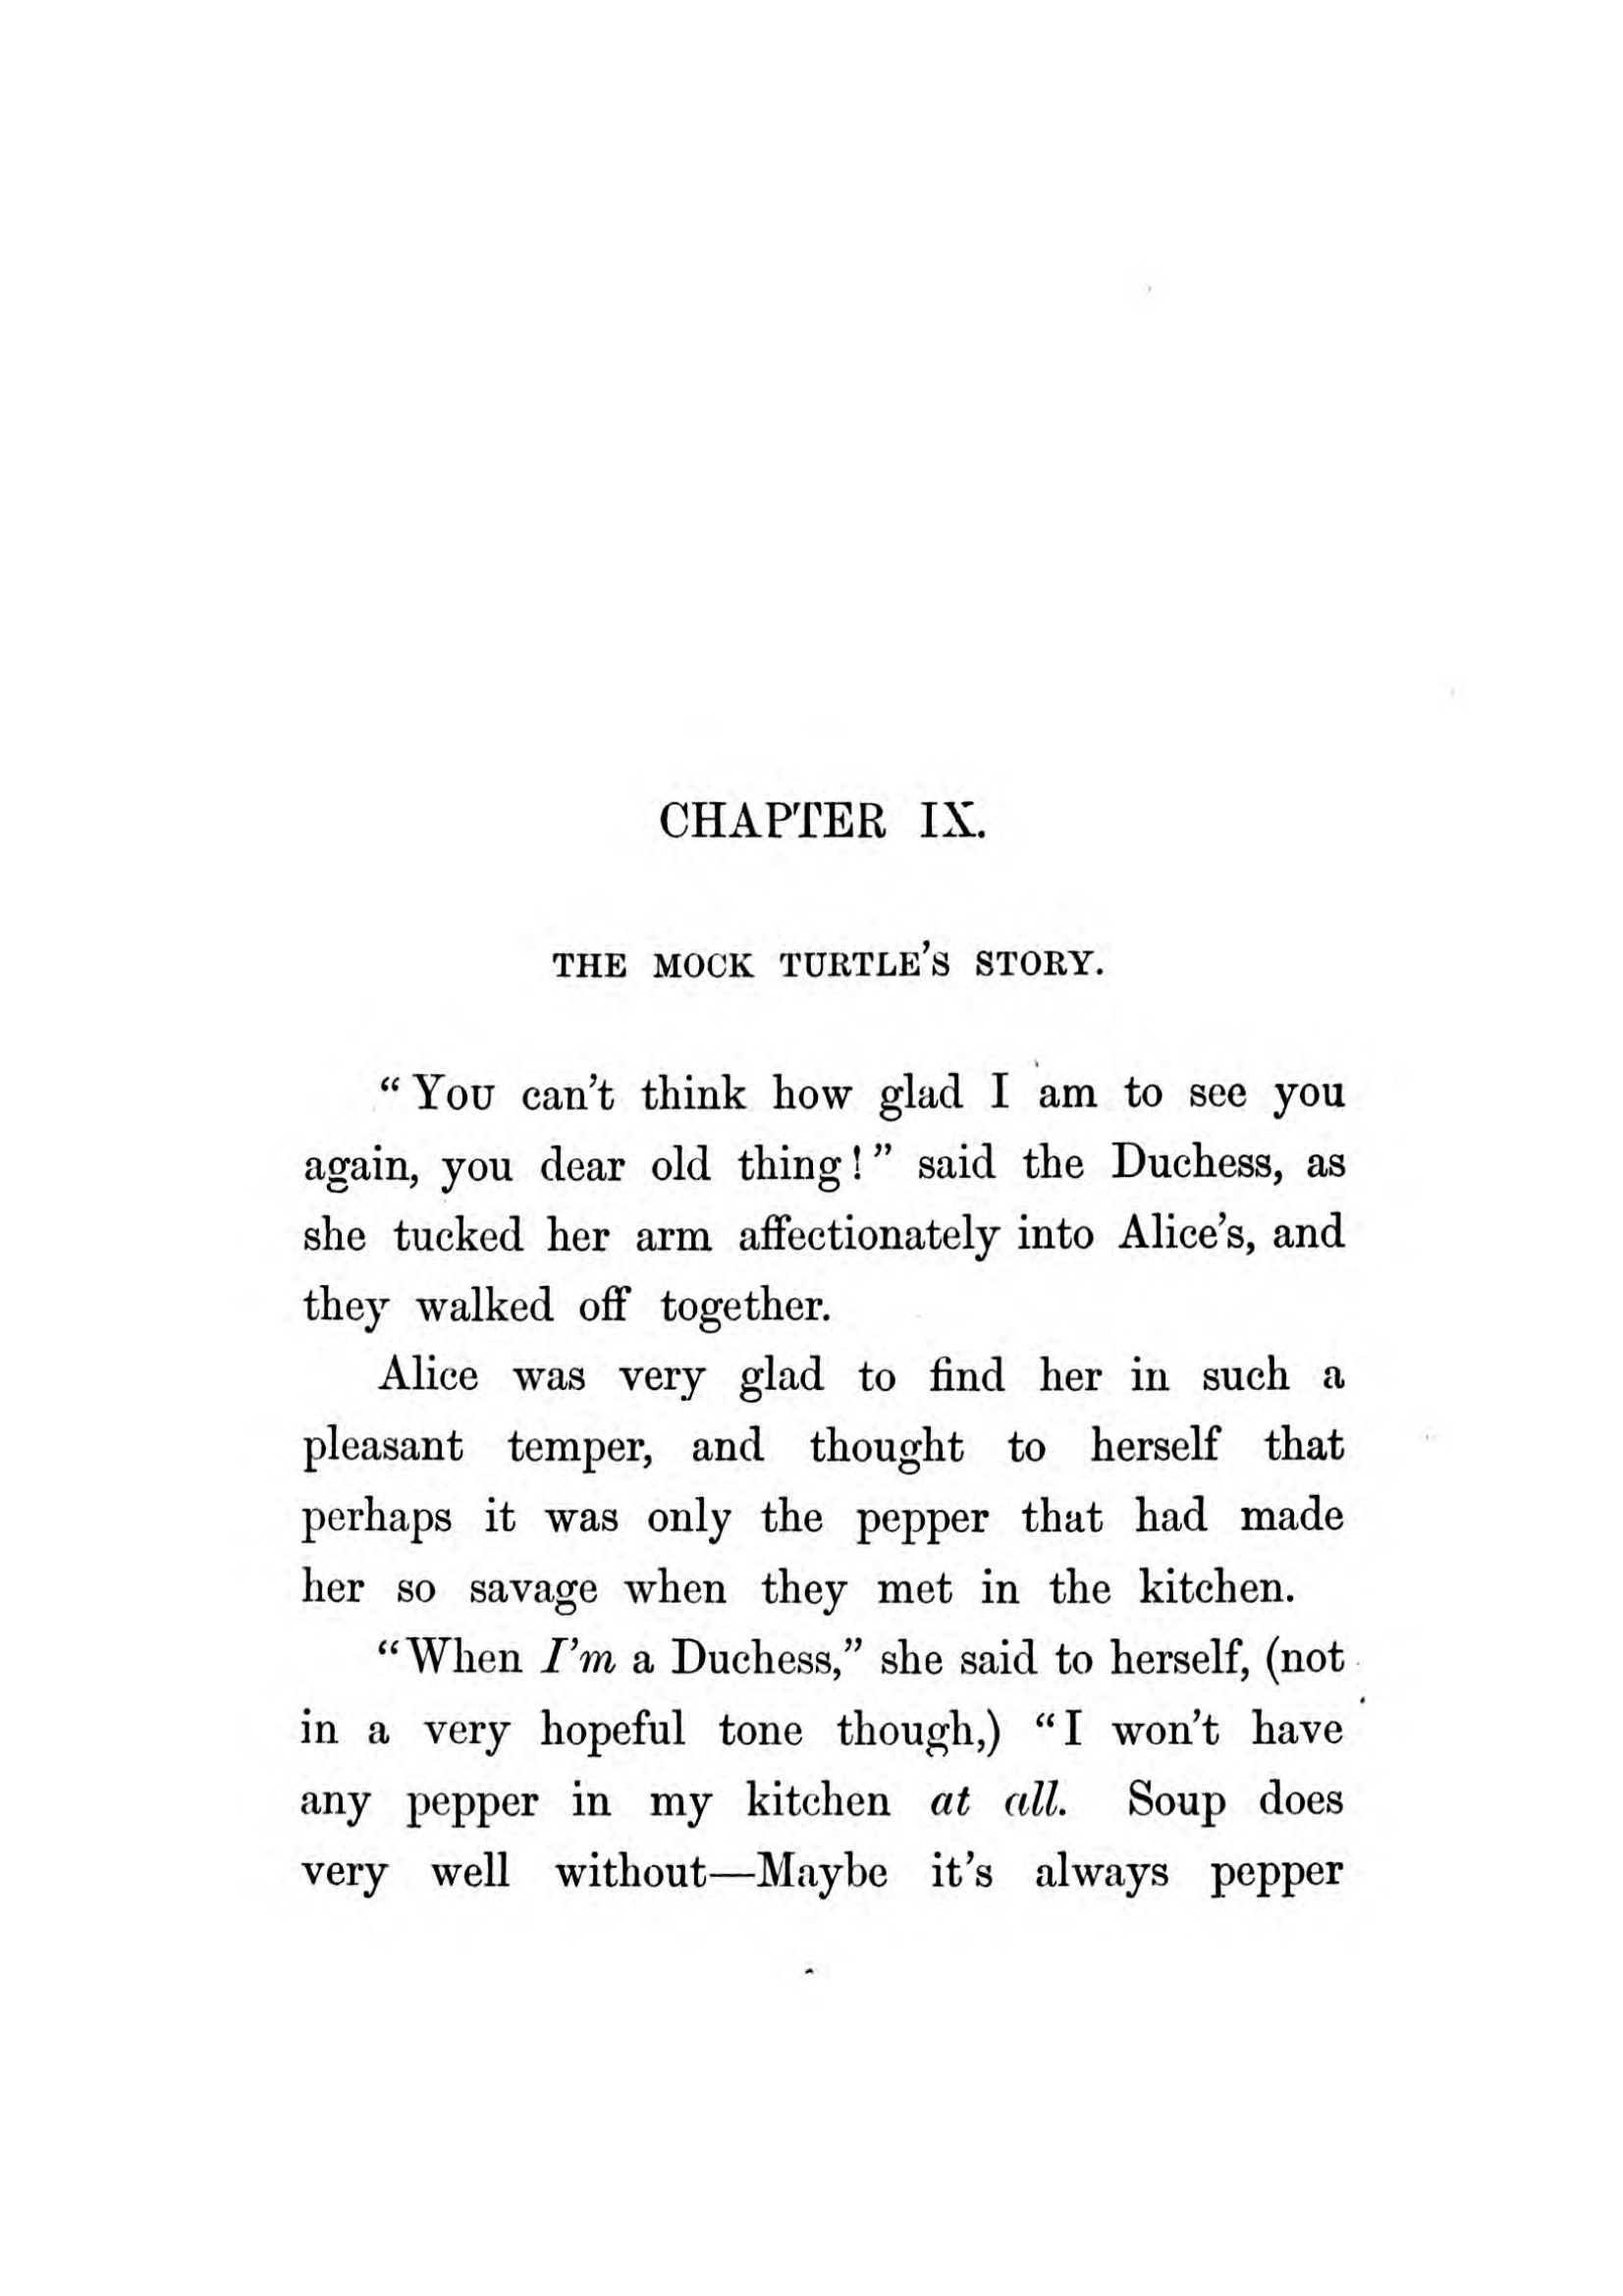 CHAPTER IX.
THE MOCK TURTLE'S STORY.
“You can't think how glad I am to see you
again, you dear old thing!” said the Duchess, as
she tucked her arm affectionately into Alice's, and
they walked off together.
Alice was very glad to find her in such a
pleasant temper, and thought to herself that
perhaps it was only the pepper that had made
her so savage when they met in the kitchen.
“When I'm a Duchess,” she said to herself, (not
in a very hopeful tone though,) “I won't have
any pepper in my kitchen at all. Soup does
very well without—Maybe it's always pepper